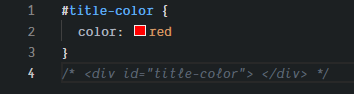 1 #title-color {
2 color: red
3 }
4 /* <div id="title-color"> </div> */